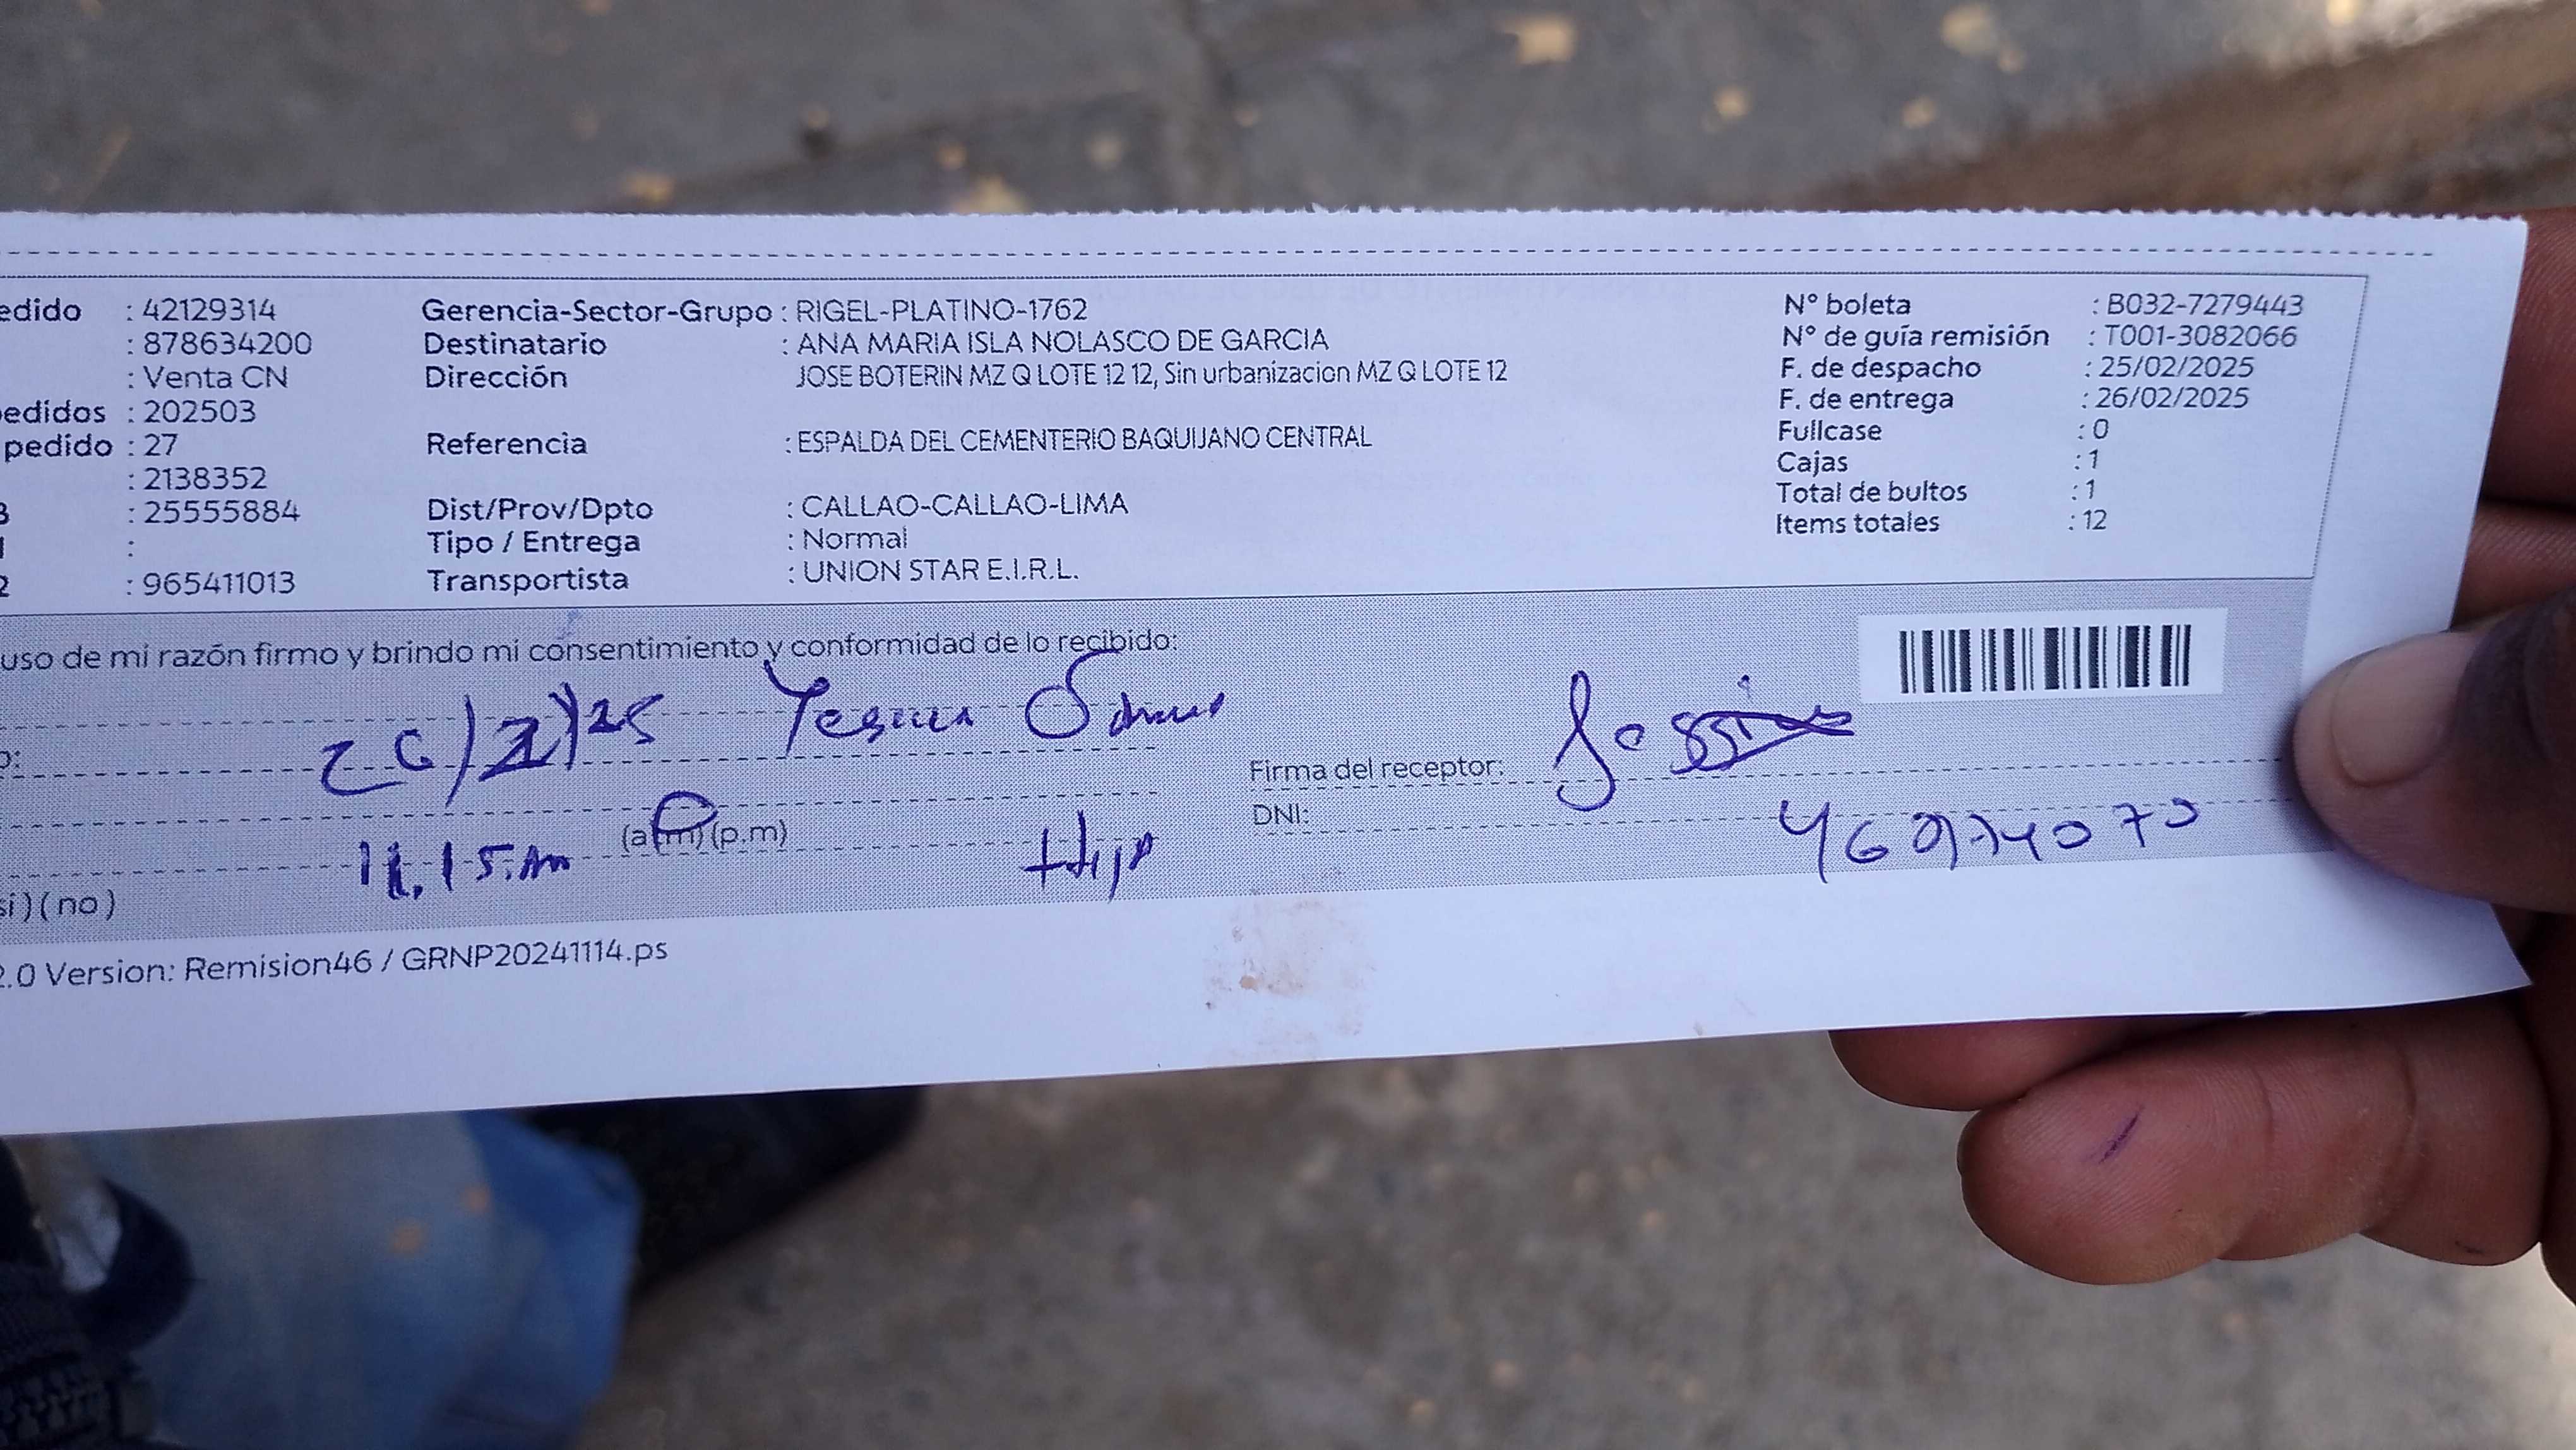 edido : 42129314 Gerencia-Sector-Grupo : RIGEL-PLATINO-1762 N° boleta : B032-7279443
: 878634200 Destinatario : ANA MARIA ISLA NOLASCO DE GARCIA N° de guía remisión : T001-3082066
: Venta CN Dirección JOSE BOTERIN MZ Q LOTE 12 12, Sin urbanizacion MZ Q LOTE 12 F. de despacho : 25/02/2025
edidos : 202503 F. de entrega : 26/02/2025
pedido : 27 Referencia : ESPALDA DEL CEMENTERIO BAQUIJANO CENTRAL Fullcase : 0
: 2138352 Cajas : 1
: 25555884 Dist/Prov/Dpto : CALLAO-CALLAO-LIMA Total de bultos : 1
: Tipo / Entrega : Normal Items totales : 12
2 : 965411013 Transportista : UNION STAR E.I.R.L.
uso de mi razón firmo y brindo mi consentimiento y conformidad de lo recibido:
26/2/25
Firma del receptor:
11.15.am (a.m) (p.m) Hija DNI:
si ) ( no )
2.0 Version: Remision46 / GRNP20241114.ps